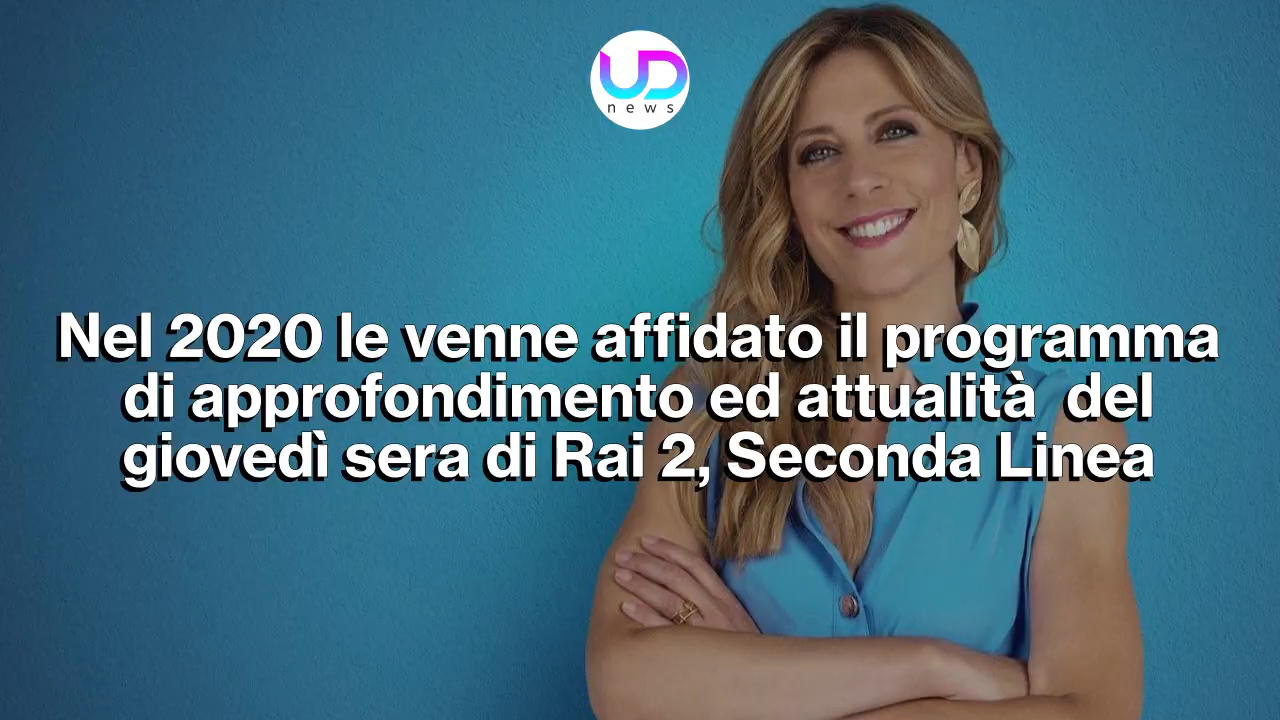 UD
news
Nel 2020 le venne affidato il programma
di approfondimento ed attualità  del
giovedì sera di Rai 2, Seconda Linea